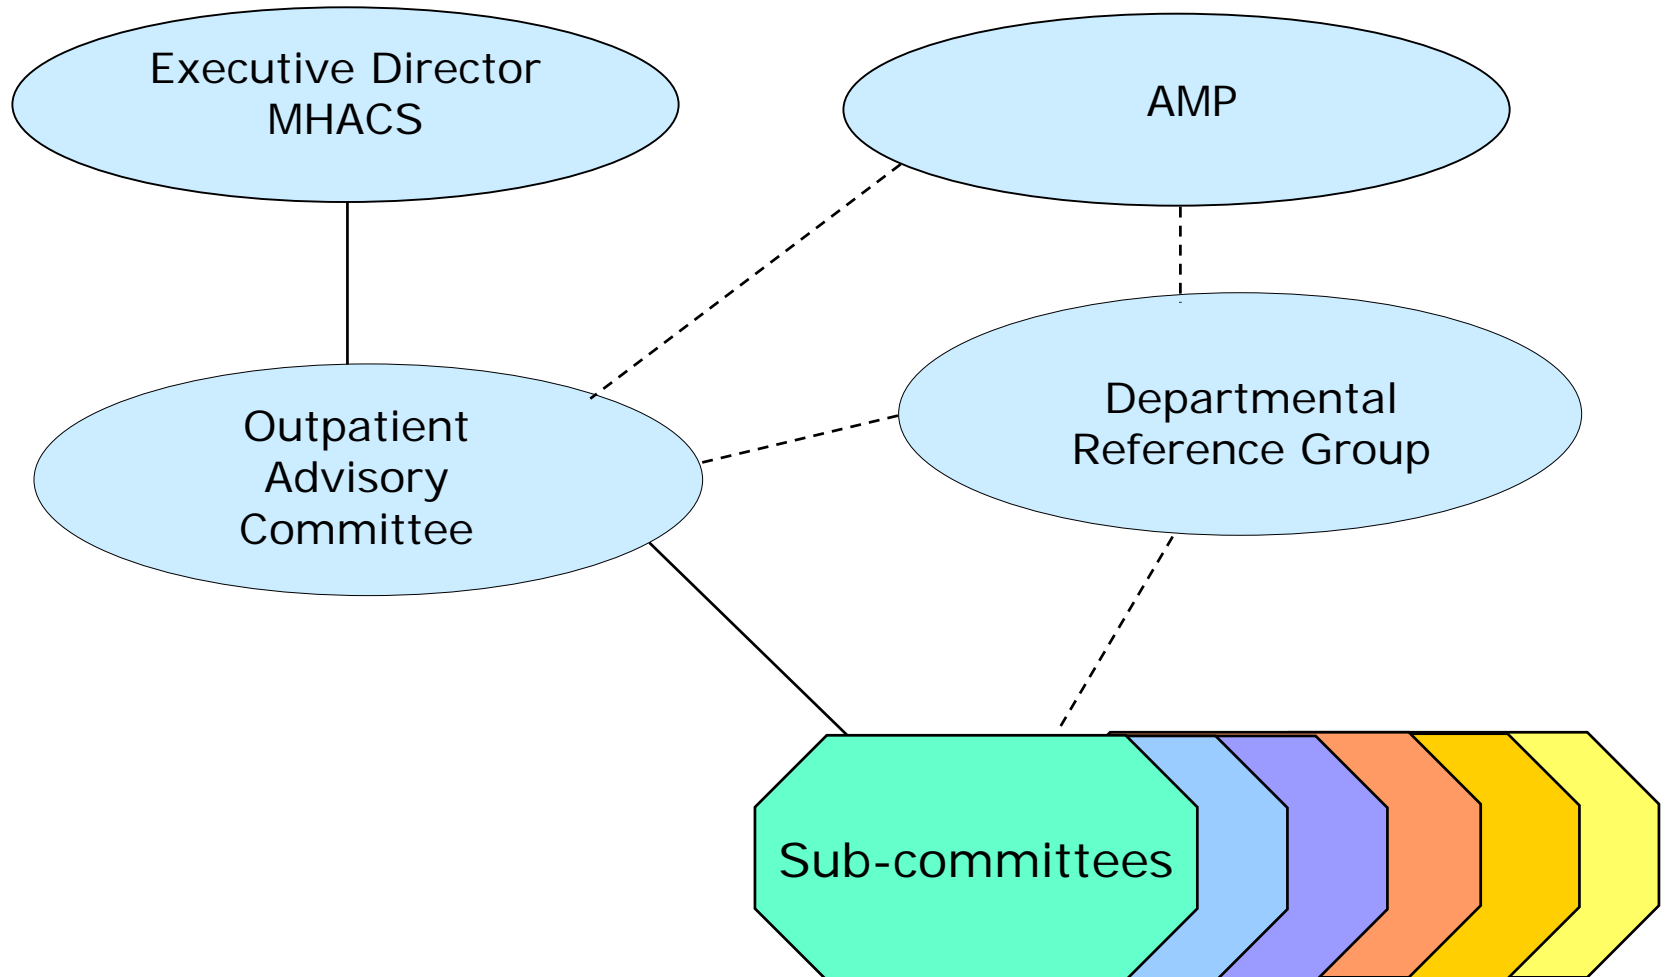 Executive Director
MHACS
AMP
Outpatient
Advisory
Committee
Departmental
Reference Group
Sub-committees